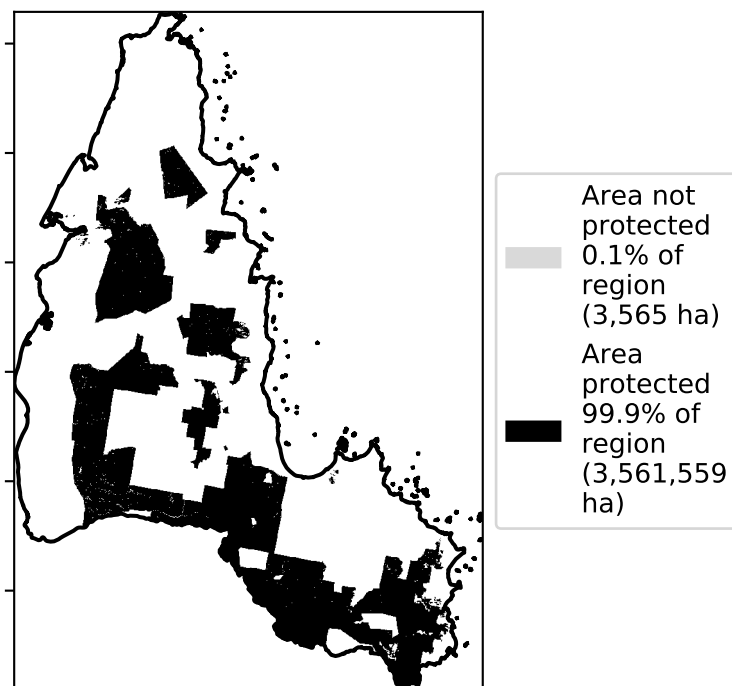 Area not
protected
0.1% of
region
(3,565 ha)
Area
protected
99.9% of
region
(3,561,559
ha)